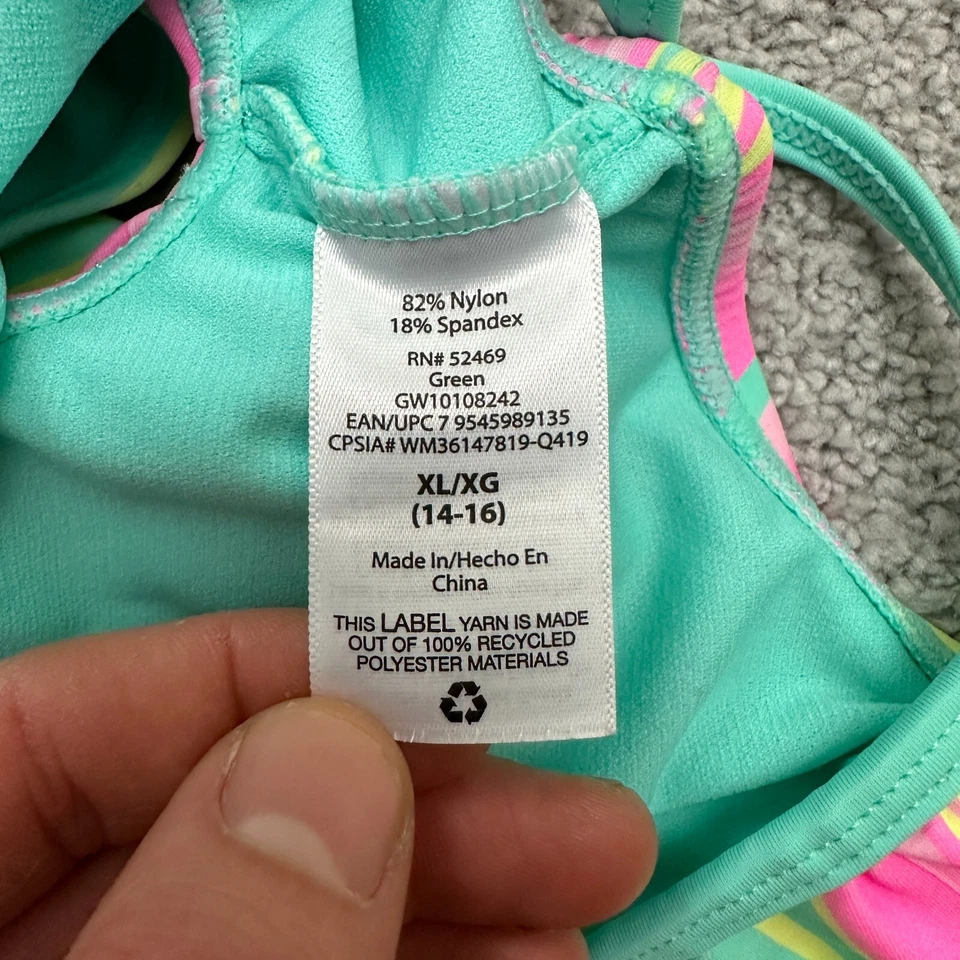 82% Nylon
18% Spandex
RN# 52469
Green
GW10108242
EAN/UPC 7 9545989135
CPSIA# WM36147819-Q419
XL/XG
(14-16)
Made In/Hecho En
China
THIS LABEL YARN IS MADE
OUT OF 100% RECYCLED
POLYESTER MATERIALS